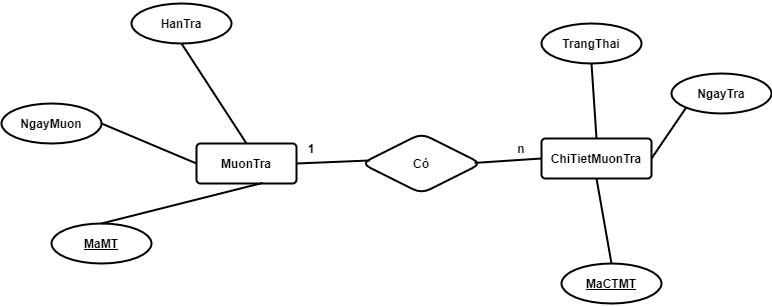 HanTra
TrangThai
NgayTra
NgayMuon
MuonTra
1
Có
n
ChiTietMuonTra
MaMT
MaCTMT